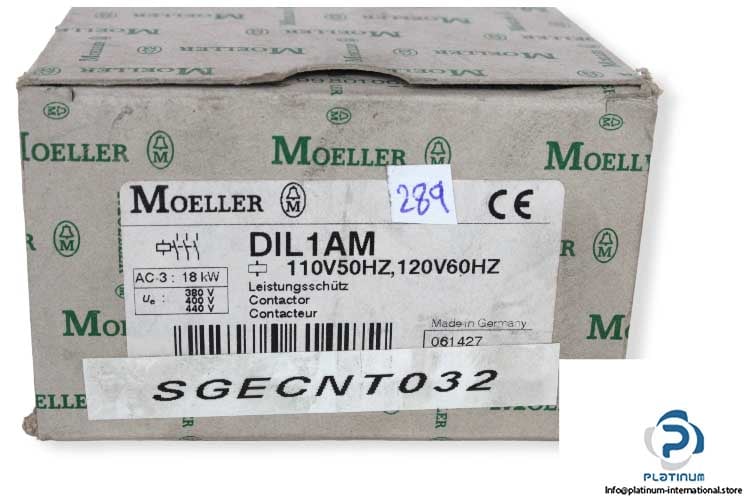 MOELLER
MOELLER
MOELLER
MOELLER
MOELLER
289
CE
DIL1AM
110V50HZ,120V60HZ
AC-3: 18 kW
Ue: 380 V
400 V
440 V
Leistungsschütz
Contactor
Contacteur
Made in Germany
061427
SGECNT032
PLATINUM
Info@platinum-international.store